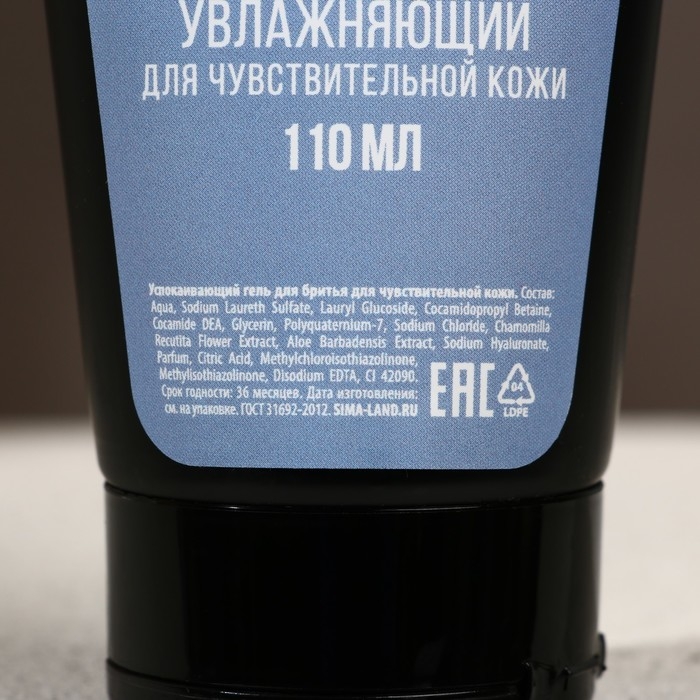 УВЛАЖНЯЮЩИЙ
ДЛЯ ЧУВСТВИТЕЛЬНОЙ КОЖИ
110 МЛ
Успокаивающий гель для бритья для чувствительной кожи. Состав:
Aqua, Sodium Laureth Sulfate, Lauryl Glucoside, Cocamidopropyl Betaine,
Cocamide DEA, Glycerin, Polyquaternium-7, Sodium Chloride, Chamomilla
Recutita Flower Extract, Aloe Barbadensis Extract, Sodium Hyaluronate,
Parfum, Citric Acid, Methylchloroisothiazolinone,
Methylisothiazolinone, Disodium EDTA, CI 42090.
Срок годности: 36 месяцев. Дата изготовления:
см. на упаковке. ГОСТ 31692-2012. SIMA-LAND.RU
EAC
04
LDPE